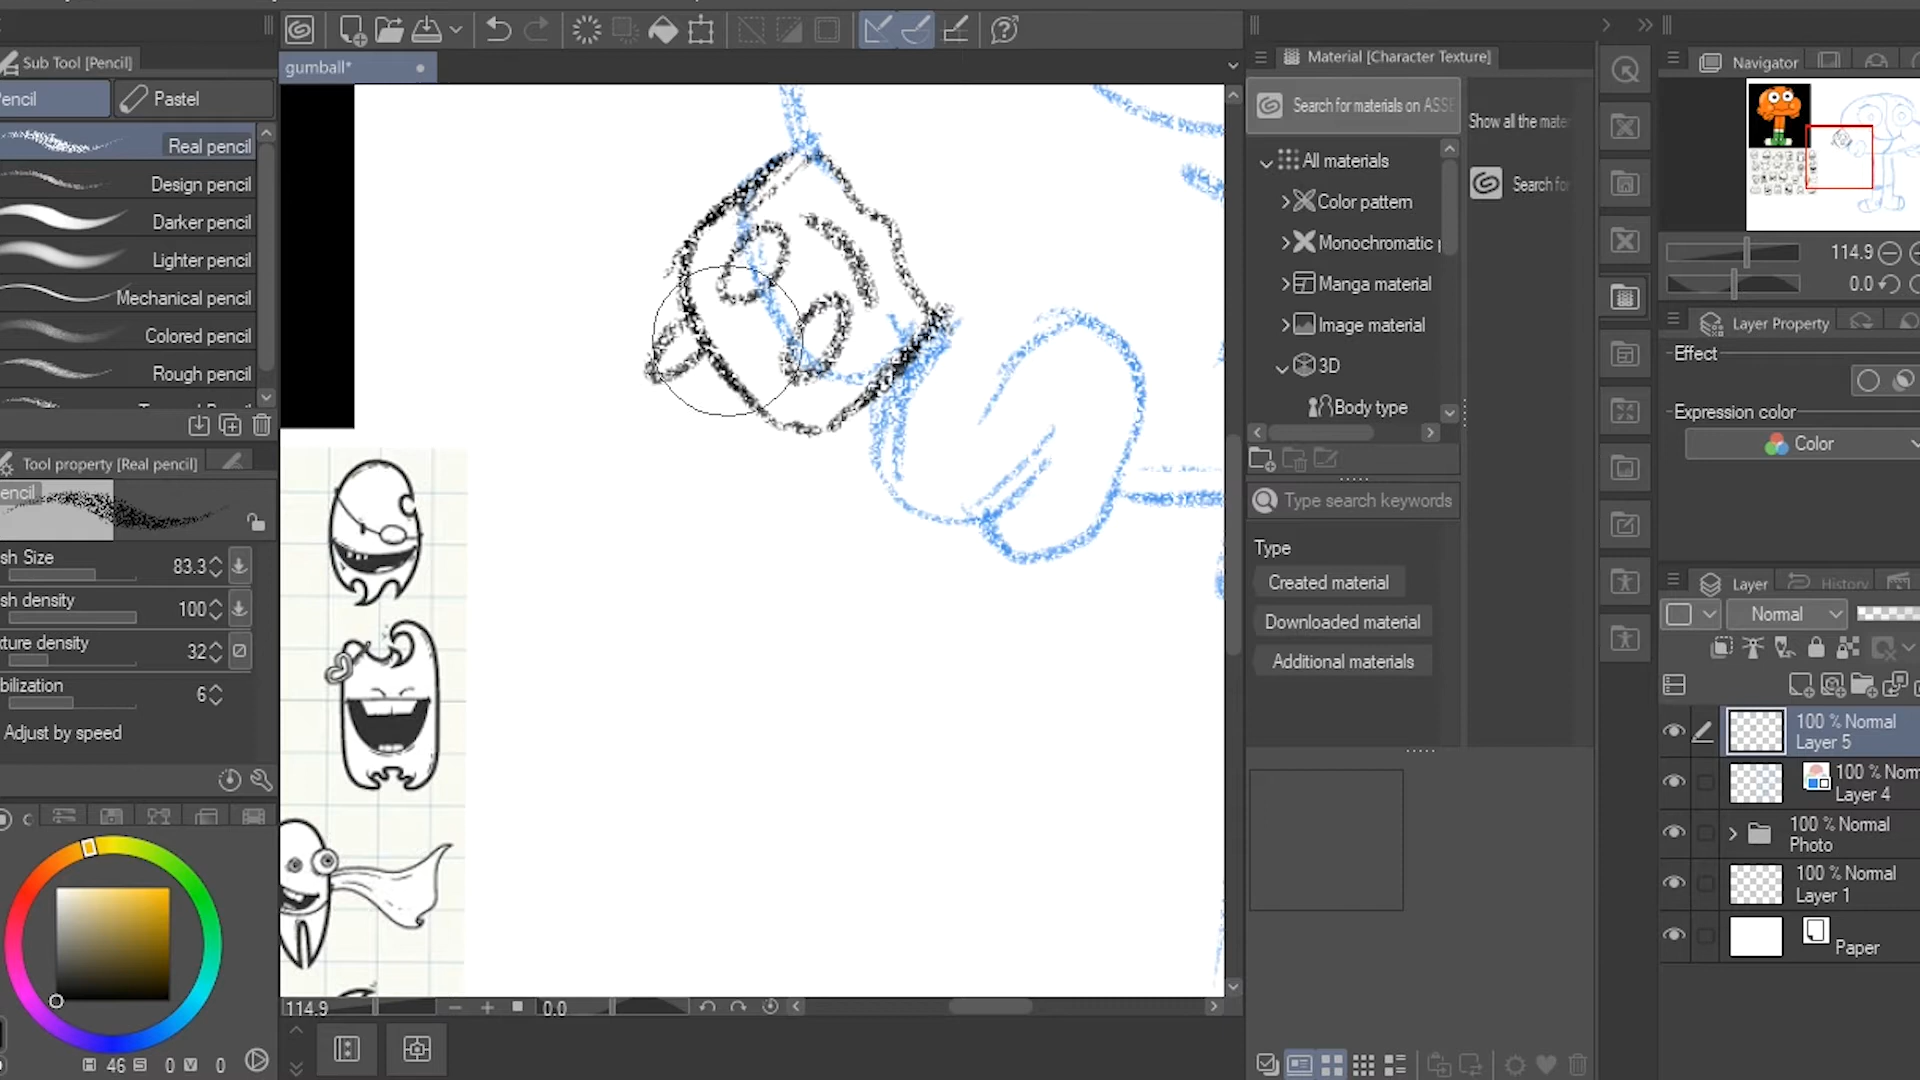 Sub Tool [Pencil]
encil
Pastel
Real pencil
Design pencil
Darker pencil
Lighter pencil
Mechanical pencil
Colored pencil
Rough pencil
Tool property [Real pencil]
encil
sh Size
83.3
sh density
100
xture density
32
bilization
6
Adjust by speed
46
0
0
gumball*
114.9
0.0
Material [Character Texture]
Search for materials on ASSE
All materials
Color pattern
Monochromatic p
Manga material
Image material
3D
Body type
Type search keywords
Type
Created material
Downloaded material
Additional materials
Show all the mater
Search for
Navigator
114.9
0.0
Layer Property
Effect
Expression color
Color
Layer
History
Normal
100 % Normal
Layer 5
100 % Norm
Layer 4
100 % Normal
Photo
100 % Normal
Layer 1
Paper